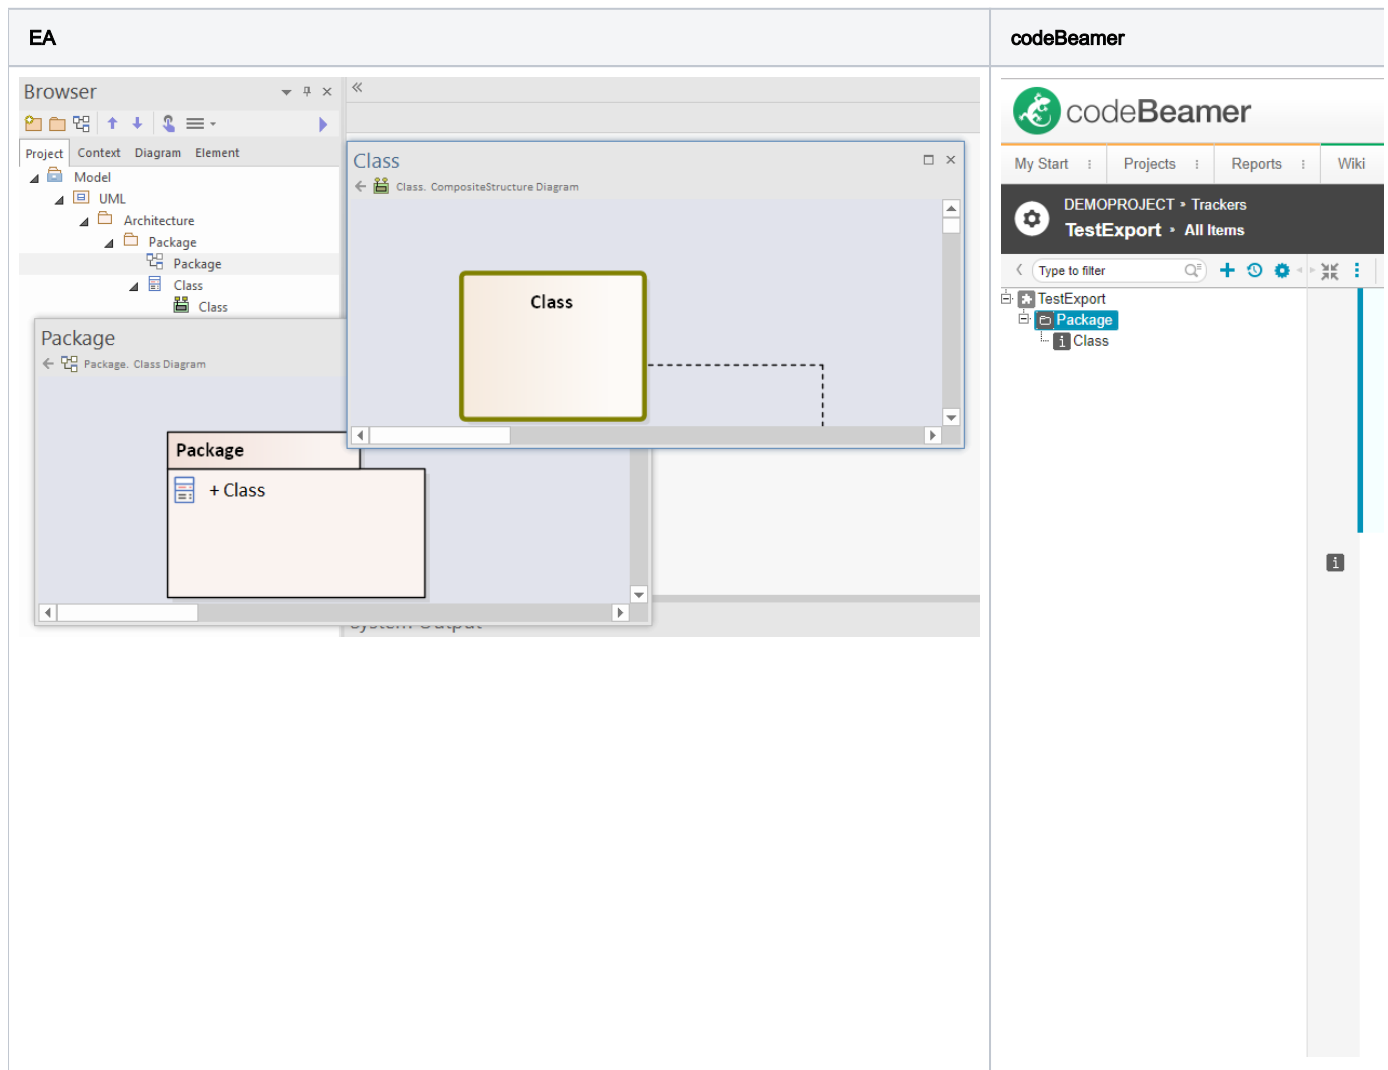 EA
codeBeamer
Browser
Project Context Diagram Element
Model
UML
Architecture
Package
Package
Class
Class
Class
Class. CompositeStructure Diagram
Class
Package
Package. Class Diagram
Package
+ Class
System Output
codeBeamer
My Start Projects Reports Wiki
DEMOPROJECT » Trackers
TestExport » All Items
Type to filter
TestExport
Package
i Class
i